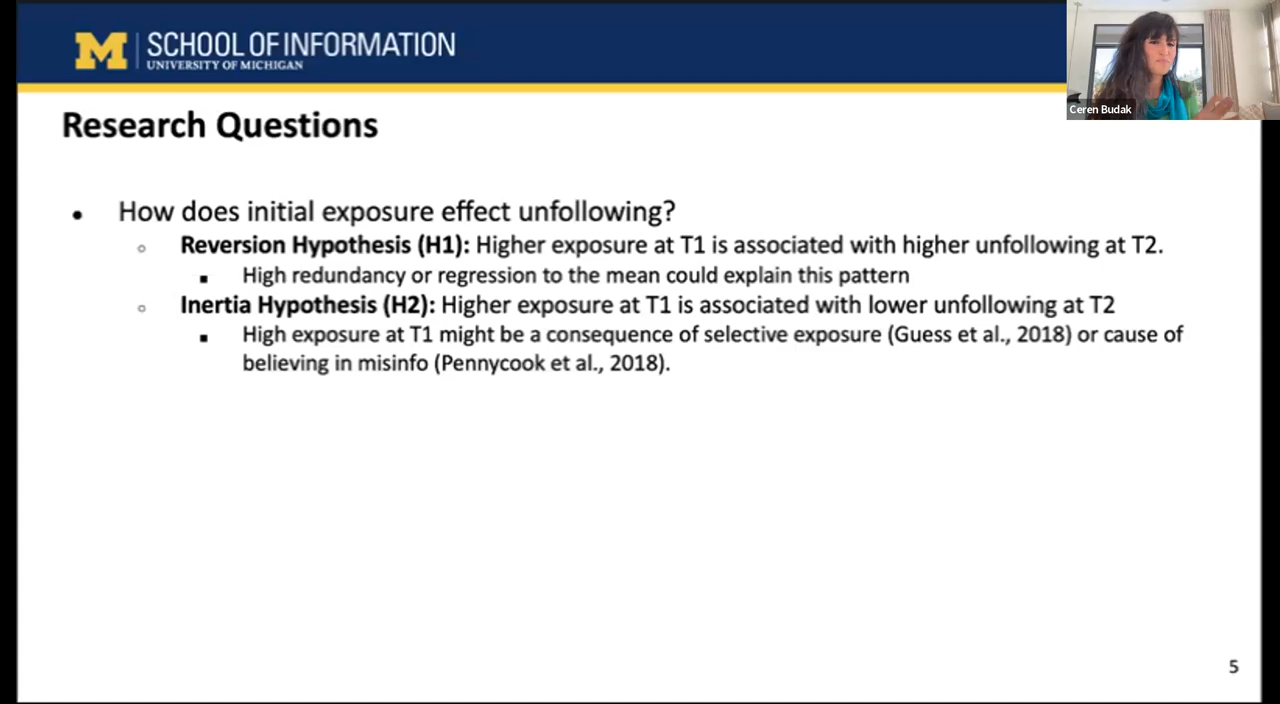 M SCHOOL OF INFORMATION
UNIVERSITY OF MICHIGAN
Ceren Budak
Research Questions
• How does initial exposure effect unfollowing?
○ Reversion Hypothesis (H1): Higher exposure at T1 is associated with higher unfollowing at T2.
■ High redundancy or regression to the mean could explain this pattern
○ Inertia Hypothesis (H2): Higher exposure at T1 is associated with lower unfollowing at T2
■ High exposure at T1 might be a consequence of selective exposure (Guess et al., 2018) or cause of
believing in misinfo (Pennycook et al., 2018).
5